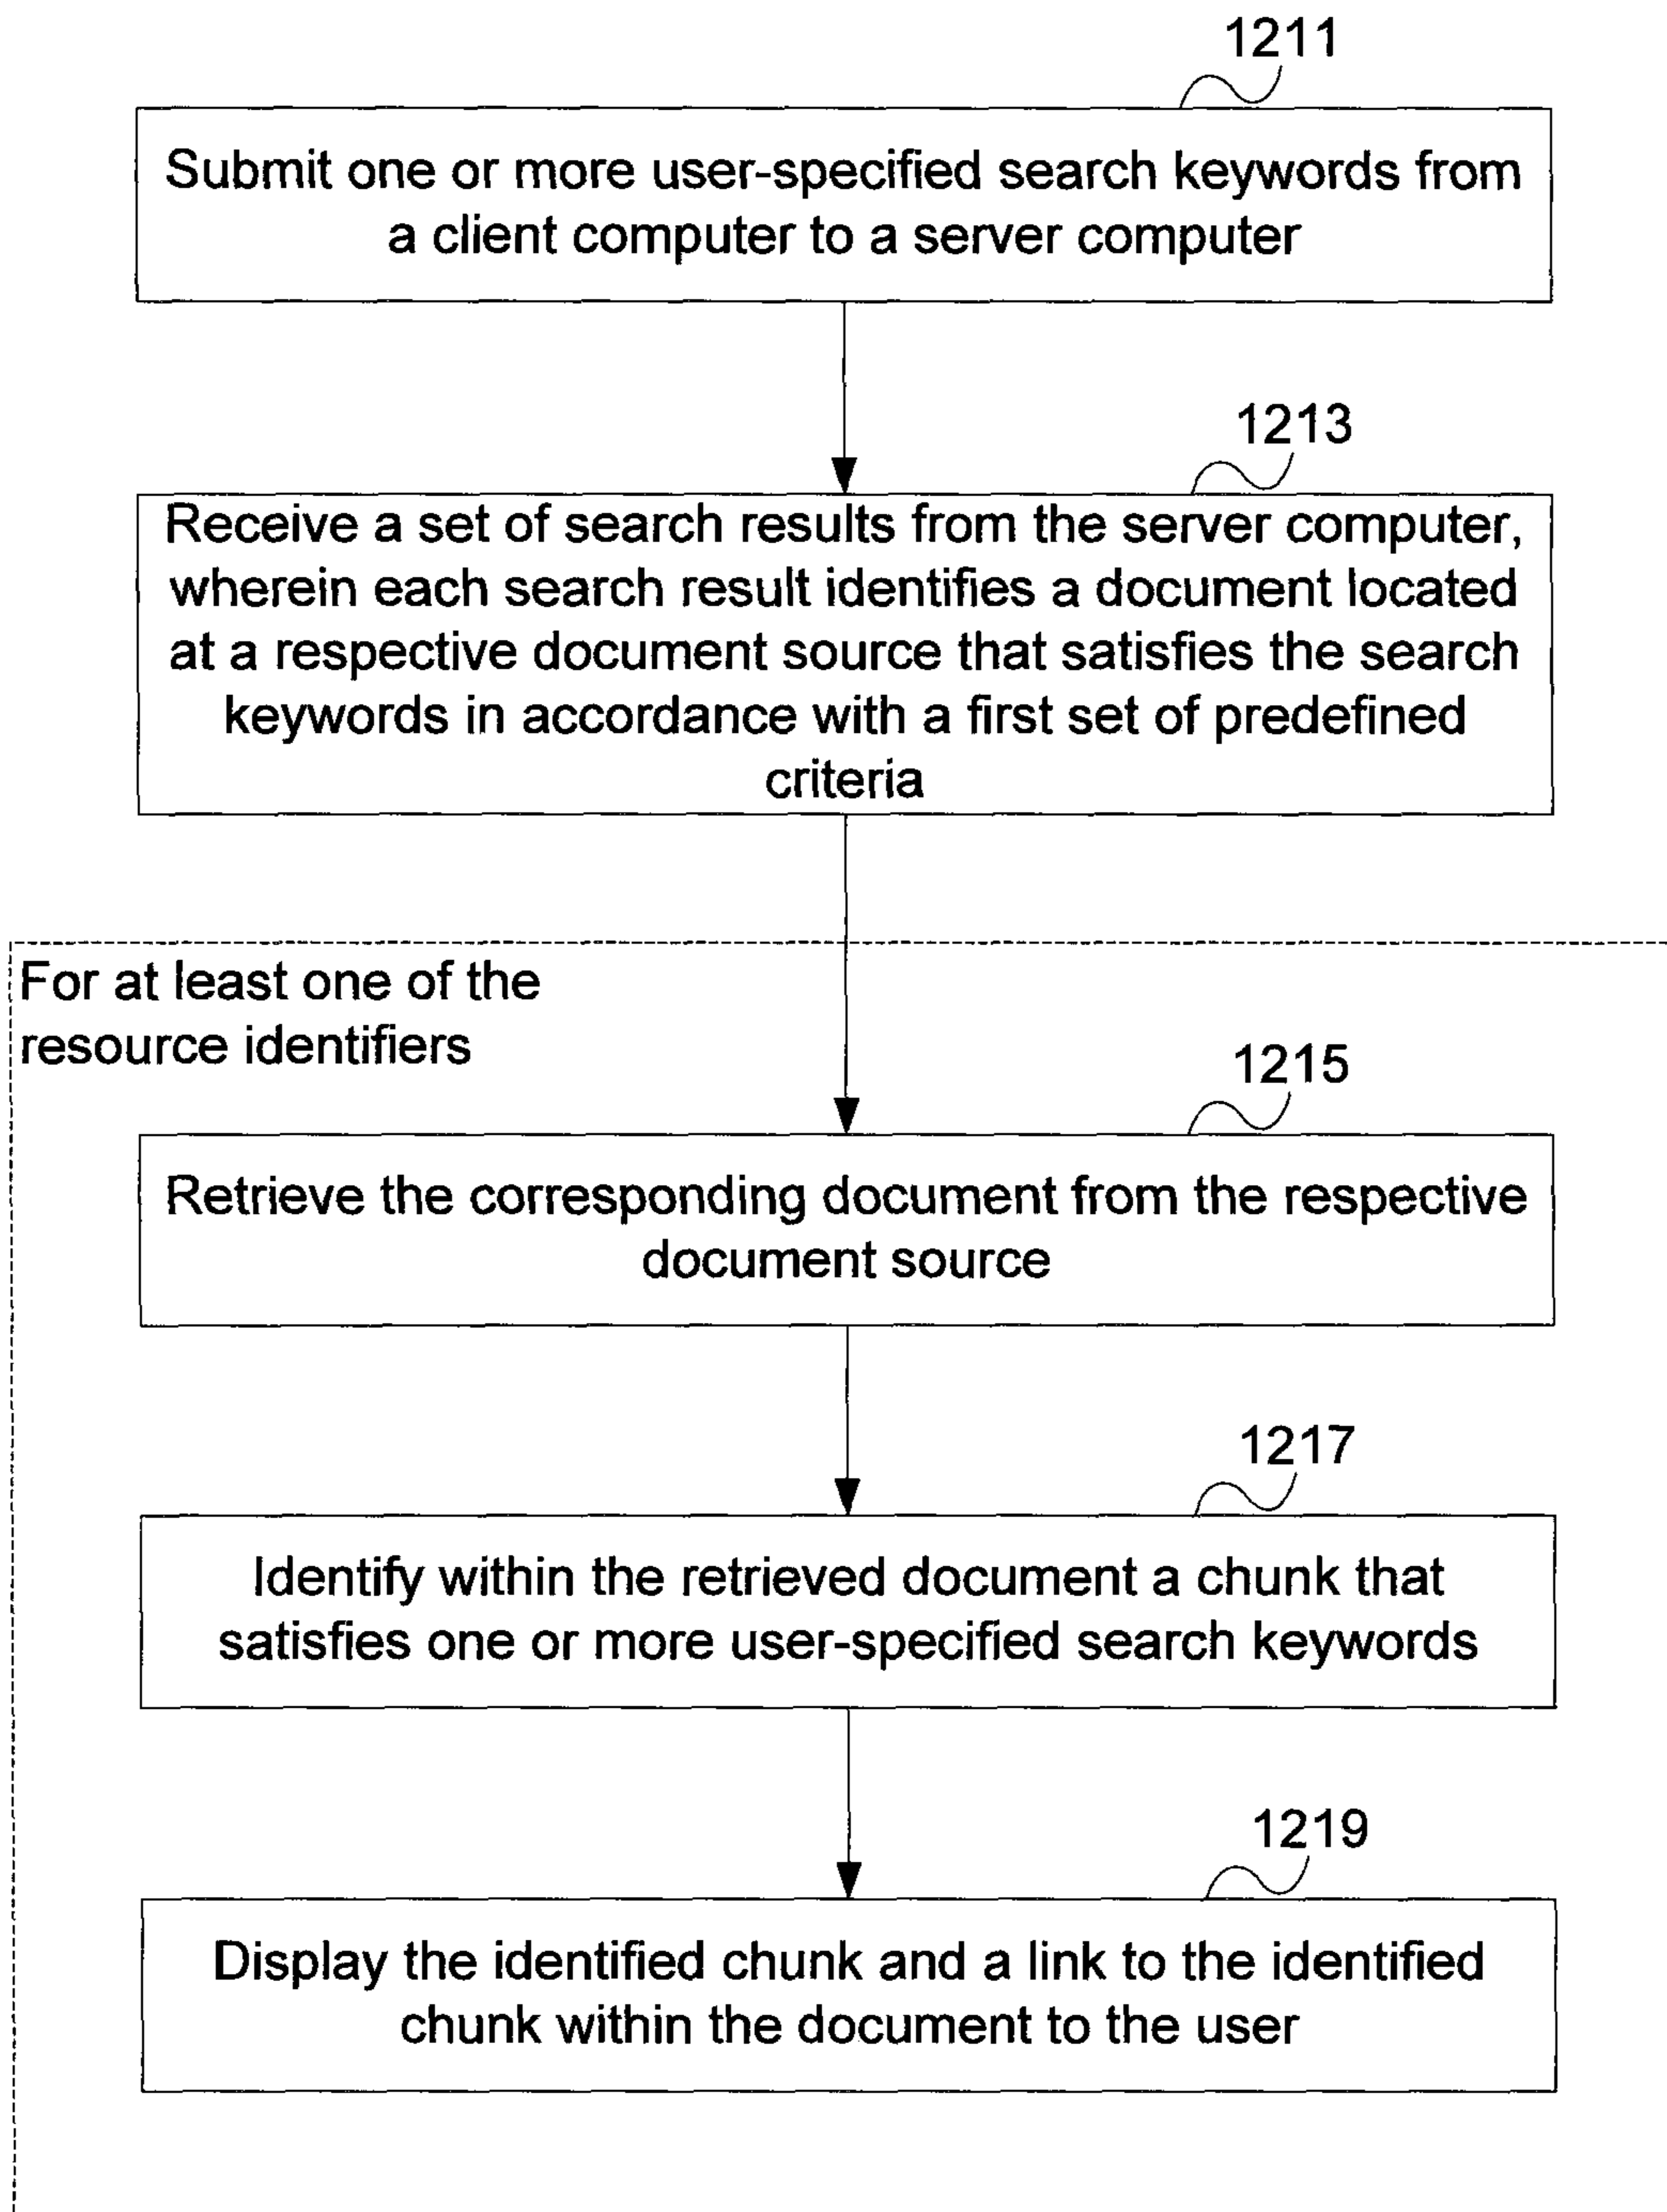 1211
Submit one or more user-specified search keywords from
a client computer to a server computer
1213
Receive a set of search results from the server computer,
wherein each search result identifies a document located
at a respective document source that satisfies the search
keywords in accordance with a first set of predefined
criteria
For at least one of the
resource identifiers
1215
Retrieve the corresponding document from the respective
document source
1217
Identify within the retrieved document a chunk that
satisfies one or more user-specified search keywords
1219
Display the identified chunk and a link to the identified
chunk within the document to the user